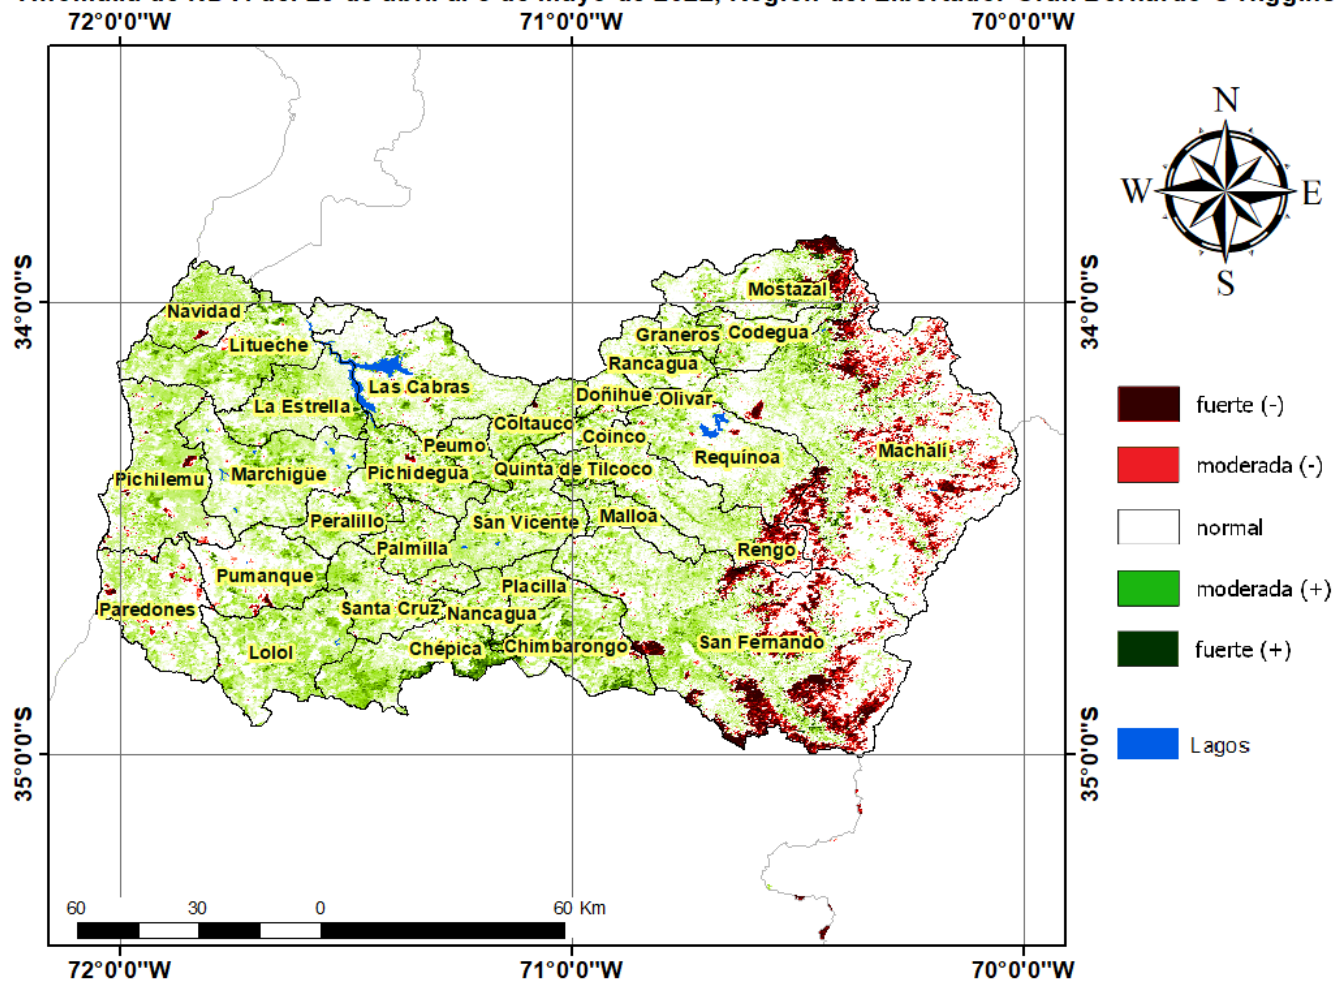 72°0'0"W 71°0'0"W 70°0'0"W
N
W E
S
34°0'0"S 34°0'0"S
Mostazal
Navidad
Graneros Codegua
Litueche
Rancagua
Las Cabras
Doñihue Olivar
La Estrella
Coltauco
Coinco
Peumo
Machalí
Requínoa
Pichilemu Marchigüe Pichidegua Quinta de Tilcoco
Peralillo San Vicente Malloa
Palmilla Rengo
Pumanque Placilla
Paredones Santa Cruz Nancagua
Lolol Chépica Chimbarongo San Fernando
fuerte (-)
moderada (-)
normal
moderada (+)
fuerte (+)
Lagos
35°0'0"S 35°0'0"S
60 30 0 60 Km
72°0'0"W 71°0'0"W 70°0'0"W